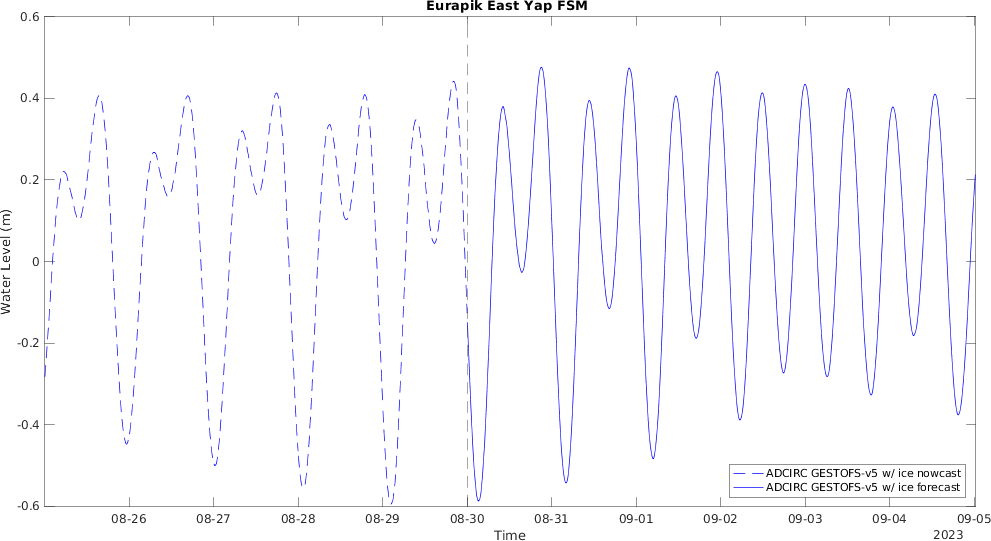 Eurapik East Yap FSM
0.6
0.4
0.2
0
-0.2
-0.4
-0.6
Water Level (m)
ADCIRC GESTOFS-v5 w/ ice nowcast
ADCIRC GESTOFS-v5 w/ ice forecast
08-26 08-27 08-28 08-29 08-30 08-31 09-01 09-02 09-03 09-04 09-05
Time
2023